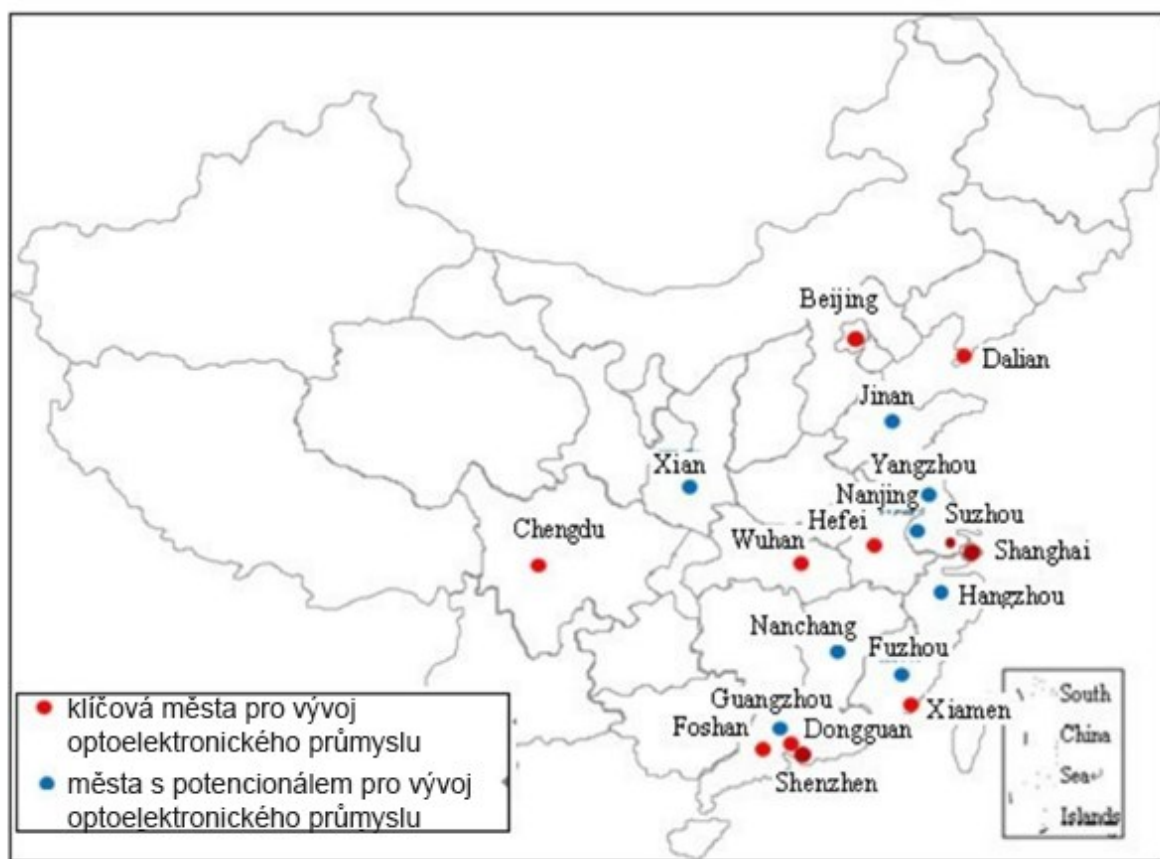 Beijing
Dalian
Jinan
Yangzhou
Xian
Nanjing
Suzhou
Hefei
Chengdu
Wuhan
Shanghai
Hangzhou
Nanchang
Fuzhou
Guangzhou
Xiamen
Foshan
Dongguan
Shenzhen
South
China
Sea
Islands
klíčová města pro vývoj
optoelektronického průmyslu
města s potencionálem pro vývoj
optoelektronického průmyslu